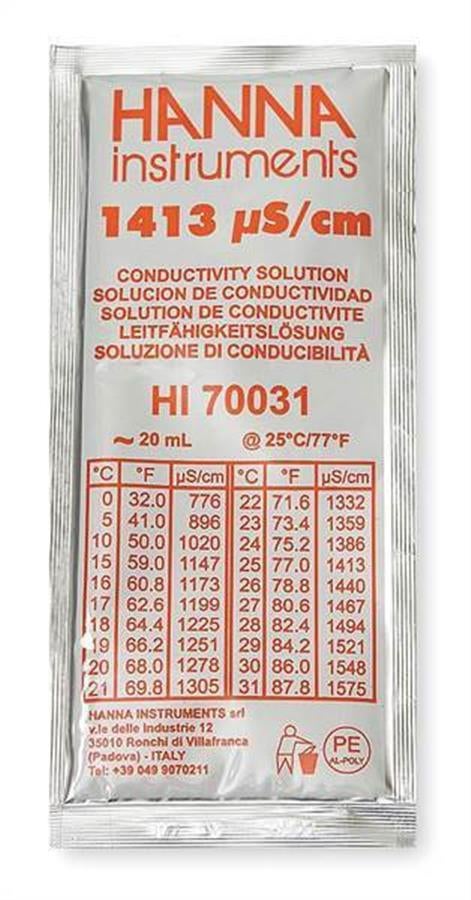 HANNA
instruments
1413 µS/cm
CONDUCTIVITY SOLUTION
SOLUCION DE CONDUCTIVIDAD
SOLUTION DE CONDUCTIVITE
LEITFÄHIGKEITSLÖSUNG
SOLUZIONE DI CONDUCIBILITÀ
HI 70031
~ 20 mL @ 25°C/77°F
°C °F µS/cm °C °F µS/cm
0 32.0 776 22 71.6 1332
5 41.0 896 23 73.4 1359
10 50.0 1020 24 75.2 1386
15 59.0 1147 25 77.0 1413
16 60.8 1173 26 78.8 1440
17 62.6 1199 27 80.6 1467
18 64.4 1225 28 82.4 1494
19 66.2 1251 29 84.2 1521
20 68.0 1278 30 86.0 1548
21 69.8 1305 31 87.8 1575
HANNA INSTRUMENTS srl
v.le delle industrie 12
35010 Ronchi di Villafranca
(Padova) - ITALY
Tel: +39 049 9070211
PE
AL-POLY